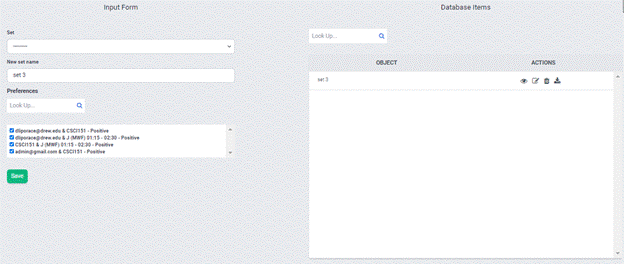 Input Form
Set
--------
New set name
set 3
Preferences
Look Up...
dliporace@drew.edu & CSCI151 - Positive
dliporace@drew.edu & J (MWF) 01:15 - 02:30 - Positive
CSCI151 & J (MWF) 01:15 - 02:30 - Positive
admin@gmail.com & CSCI151 - Positive
Save
Database Items
Look Up...
OBJECT ACTIONS
set 3